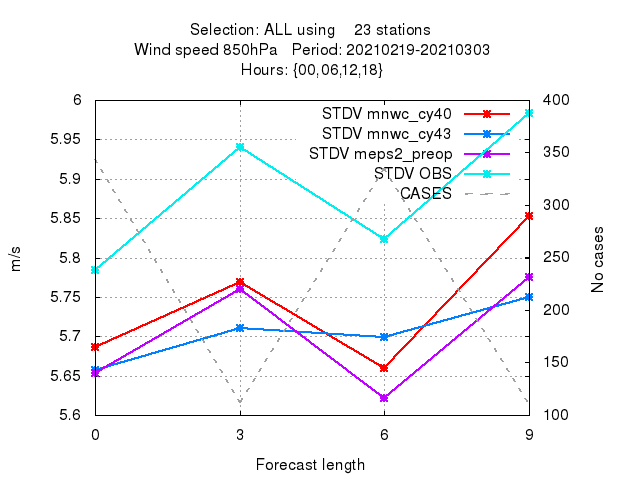 Selection: ALL using 23 stations
Wind speed 850hPa Period: 20210219-20210303
Hours: {00,06,12,18}
6
5.95
5.9
5.85
5.8
5.75
5.7
5.65
5.6
m/s
STDV mnwc_cy40
STDV mnwc_cy43
STDV meps2_preop
STDV OBS
CASES
400
350
300
250
200
150
100
No cases
0 3 6 9
Forecast length